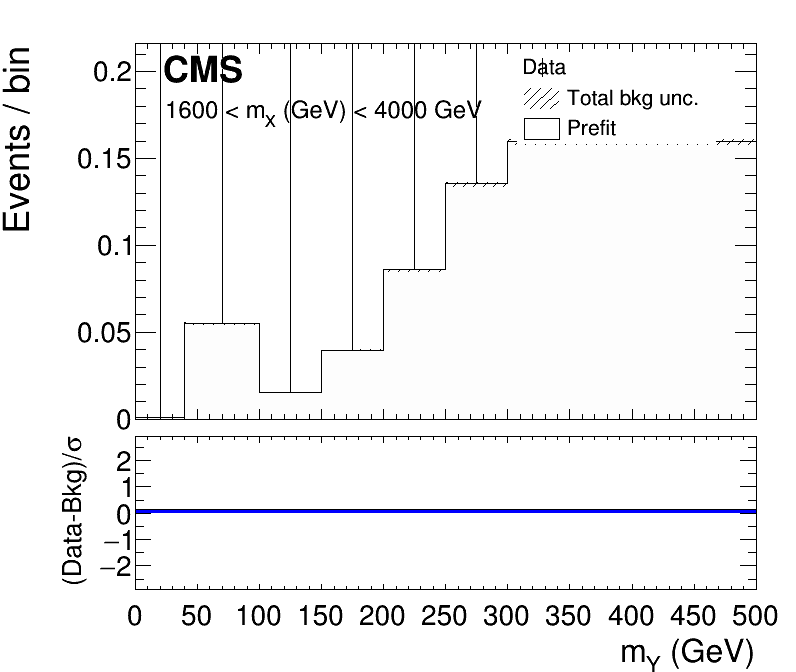 CMS
1600 < mX (GeV) < 4000 GeV
Data
Total bkg unc.
Prefit
Events / bin
0.2
0.15
0.1
0.05
0
(Data-Bkg)/σ
2
1
0
−1
−2
0 50 100 150 200 250 300 350 400 450 500
mY (GeV)